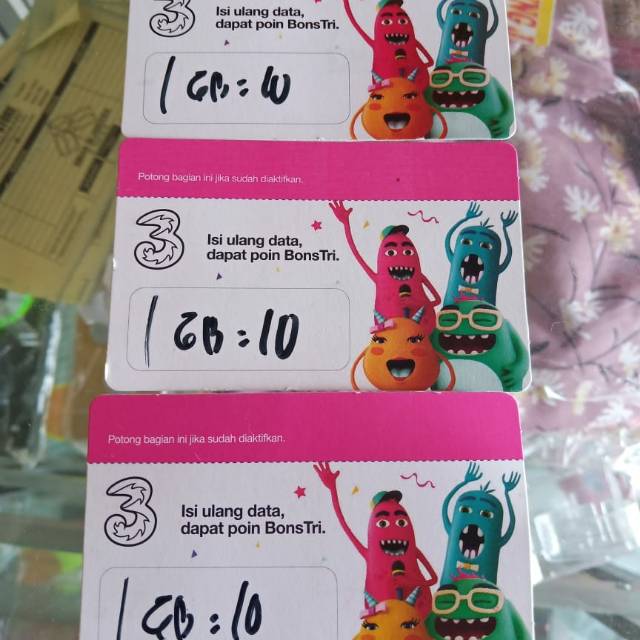 3
Isi ulang data,
dapat poin BonsTri.
1 GB : 10
Potong bagian ini jika sudah diaktifkan.
3
Isi ulang data,
dapat poin BonsTri.
1 GB : 10
Potong bagian ini jika sudah diaktifkan.
3
Isi ulang data,
dapat poin BonsTri.
1 GB : 10